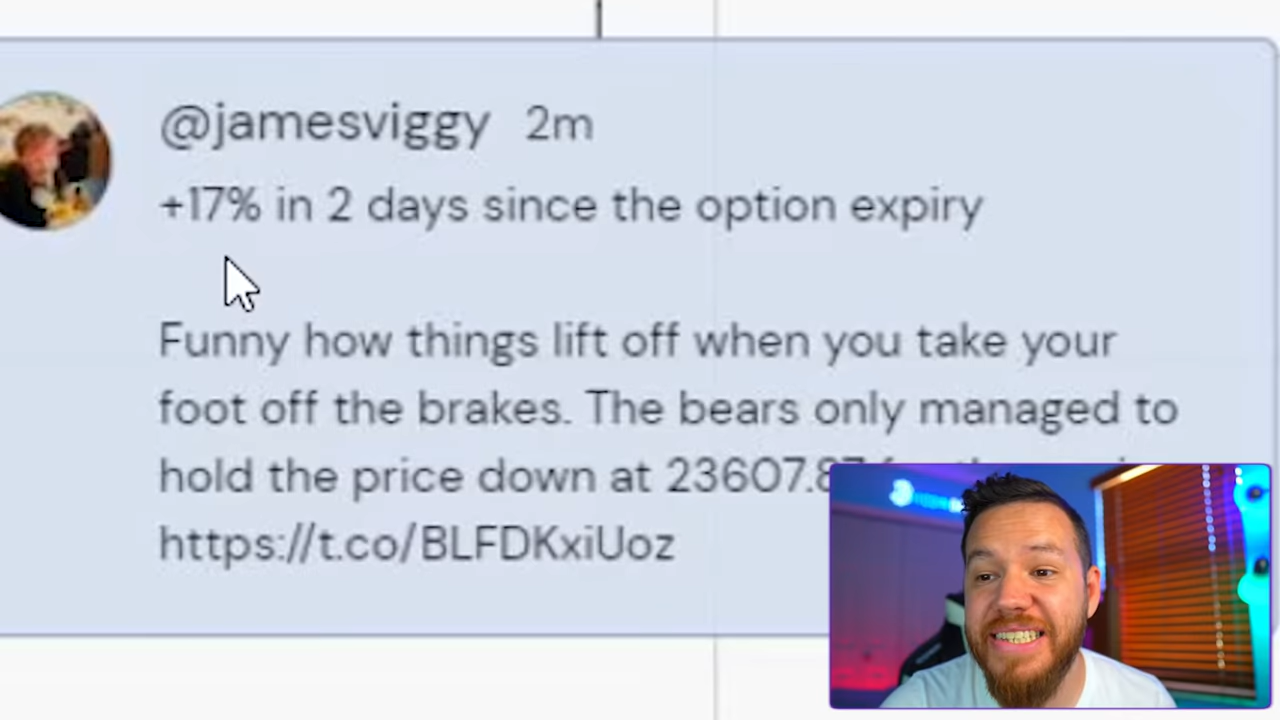 @jamesviggy 2m
+17% in 2 days since the option expiry
Funny how things lift off when you take your
foot off the brakes. The bears only managed to
hold the price down at
https://t.co/BLFDKxiUoz